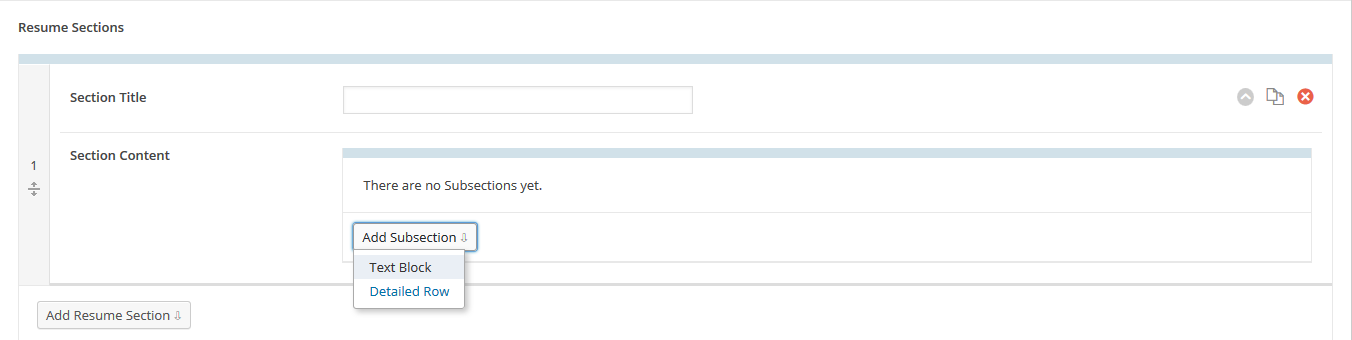 Resume Sections
Section Title
Section Content
1
There are no Subsections yet.
Add Subsection ⇩
Text Block
Detailed Row
Add Resume Section ⇩